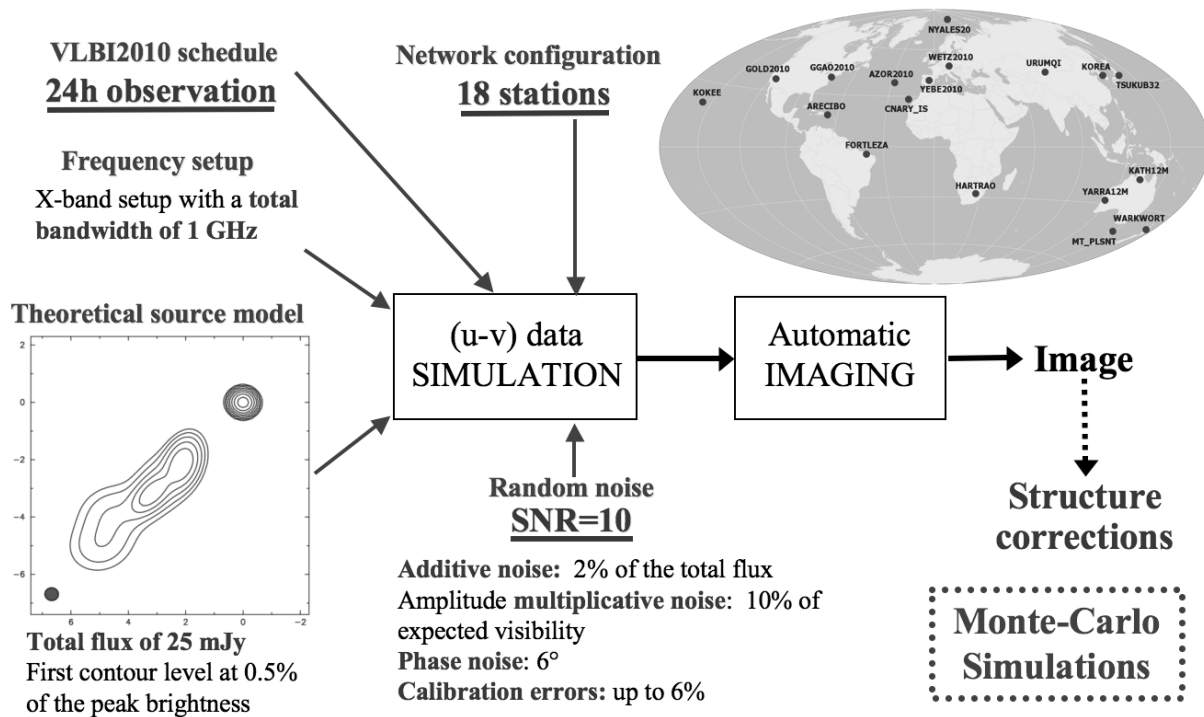 VLBI2010 schedule
24h observation
Network configuration
18 stations
Frequency setup
X-band setup with a total
bandwidth of 1 GHz
NYALES20
GOLD2010
GGAO2010
AZOR2010
WETZ2010
URUMQI
KOREA
TSUKUB32
KOKEE
YEBE2010
ARECIBO
CNARY_IS
FORTLEZA
KATH12M
HARTRAO
YARRA12M
WARKWORT
MT_PLSNT
Theoretical source model
2
0
-2
-4
-6
6
4
2
0
-2
Total flux of 25 mJy
First contour level at 0.5%
of the peak brightness
(u-v) data
SIMULATION
Automatic
IMAGING
Image
Structure
corrections
Random noise
SNR=10
Additive noise: 2% of the total flux
Amplitude multiplicative noise: 10% of
expected visibility
Phase noise: 6°
Calibration errors: up to 6%
Monte-Carlo
Simulations